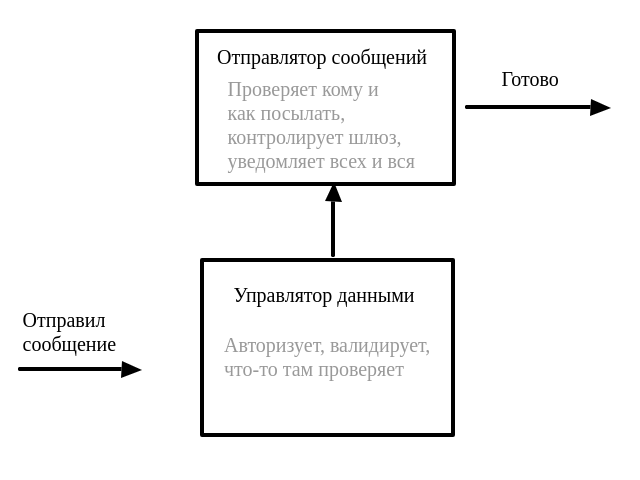 Отправлятор сообщений
Проверяет кому и
как посылать,
контролирует шлюз,
уведомляет всех и вся
Готово
Управлятор данными
Авторизует, валидирует,
что-то там проверяет
Отправил
сообщение